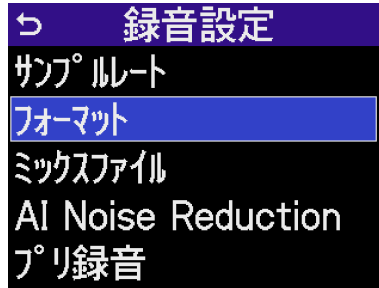 録音設定
サンプルレート
フォーマット
ミックスファイル
AI Noise Reduction
プリ録音